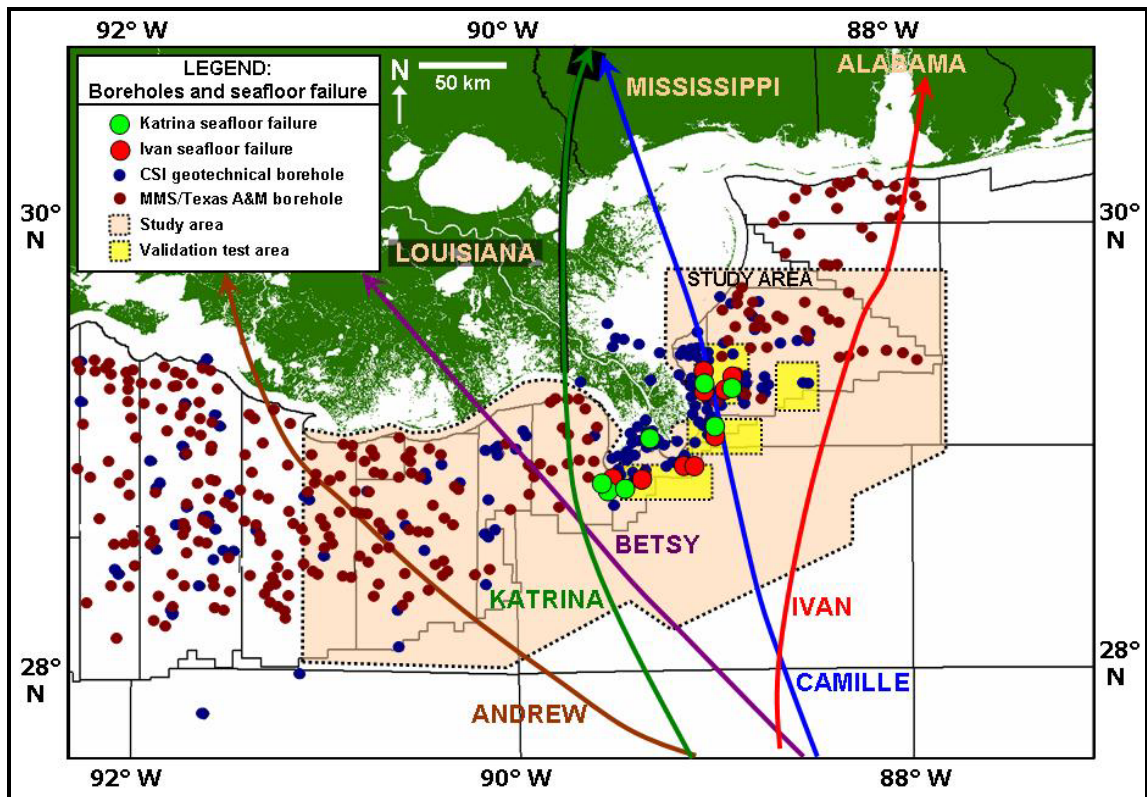 92° W
90° W
88° W
LEGEND:
Boreholes and seafloor failure
Katrina seafloor failure
Ivan seafloor failure
CSI geotechnical borehole
MMS/Texas A&M borehole
Study area
Validation test area
N
50 km
MISSISSIPPI
ALABAMA
30°
N
30°
N
LOUISIANA
STUDY AREA
BETSY
KATRINA
IVAN
28°
N
28°
N
CAMILLE
ANDREW
92° W
90° W
88° W